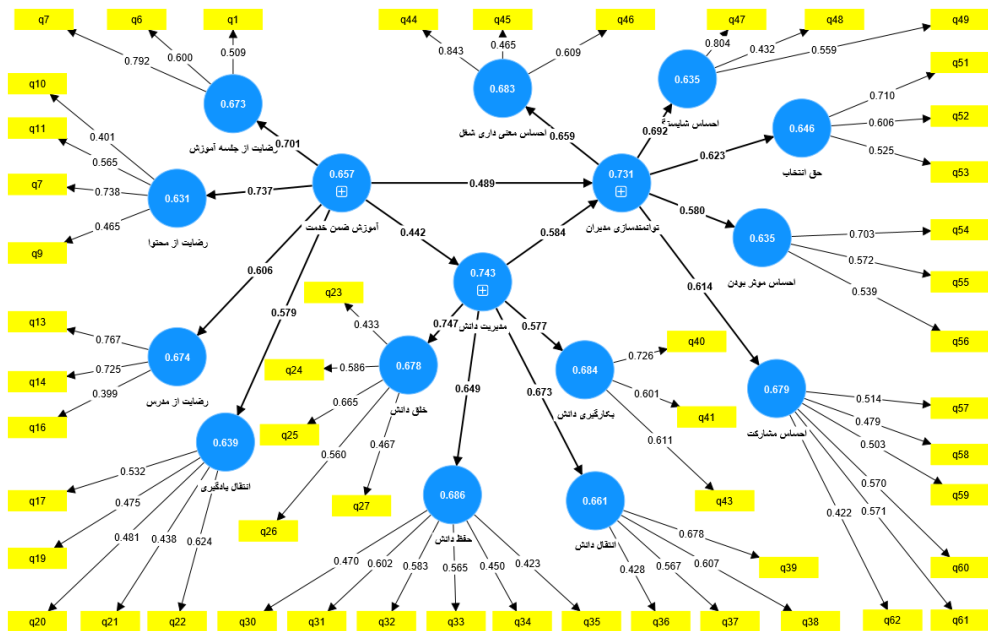 q7
q6
q1
q44
q45
q46
q47
q48
q49
0.792
0.600
0.509
0.843
0.465
0.609
0.804
0.432
0.559
q10
0.673
0.683
0.635
q51
رضایت از جلسه آموزش
احساس معنی داری شغل
0.701
0.659
0.692
0.710
q11
0.401
0.565
0.646
0.606
q52
حق انتخاب
0.525
q53
q7
0.738
0.631
0.737
0.657
0.489
0.731
0.623
رضایت از محتوا
آموزش ضمن خدمت
توانمندسازی مدیران
q9
0.465
0.442
0.584
0.580
0.635
0.703
q54
احساس موثر بودن
0.572
q55
0.539
q56
0.606
0.579
0.743
0.614
مدیریت دانش
q23
0.433
0.747
0.577
q13
0.767
0.674
q24
0.586
0.678
0.684
0.726
q40
q14
0.725
رضایت از مدرس
خلق دانش
0.649
0.673
بکارگیری دانش
0.601
q41
q16
0.399
q25
0.665
0.560
0.467
0.611
0.679
0.514
q57
احساس مشارکت
0.479
q58
0.503
q59
0.639
انتقال یادگیری
q17
0.532
q26
q27
0.686
0.661
q43
0.570
0.571
0.422
q19
0.475
حفظ دانش
انتقال دانش
q60
0.481
0.438
0.624
0.470
0.602
0.583
0.565
0.450
0.423
0.428
0.567
0.607
0.678
q39
q20
q21
q22
q30
q31
q32
q33
q34
q35
q36
q37
q38
q62
q61